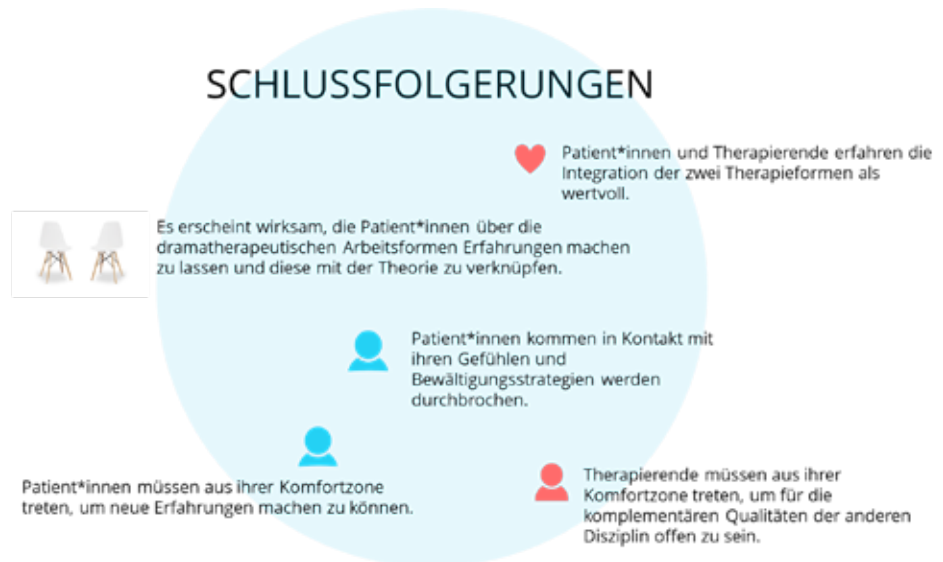 SCHLUSSFOLGERUNGEN
Patient*innen und Therapierende erfahren die
Integration der zwei Therapieformen als
wertvoll.
Es erscheint wirksam, die Patient*innen über die
dramatherapeutischen Arbeitsformen Erfahrungen machen
zu lassen und diese mit der Theorie zu verknüpfen.
Patient*innen kommen in Kontakt mit
ihren Gefühlen und
Bewältigungsstrategien werden
durchbrochen.
Patient*innen müssen aus ihrer Komfortzone
treten, um neue Erfahrungen machen zu können.
Therapierende müssen aus ihrer
Komfortzone treten, um für die
komplementären Qualitäten der anderen
Disziplin offen zu sein.